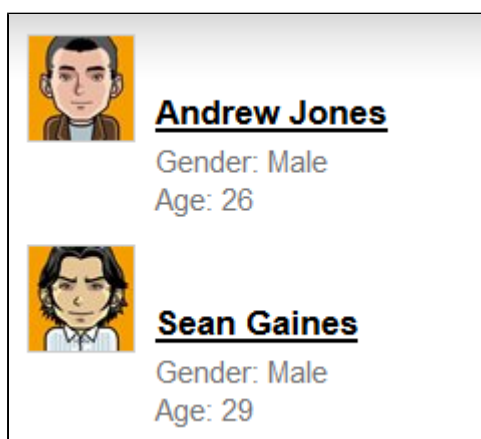 Andrew Jones
Gender: Male
Age: 26
Sean Gaines
Gender: Male
Age: 29